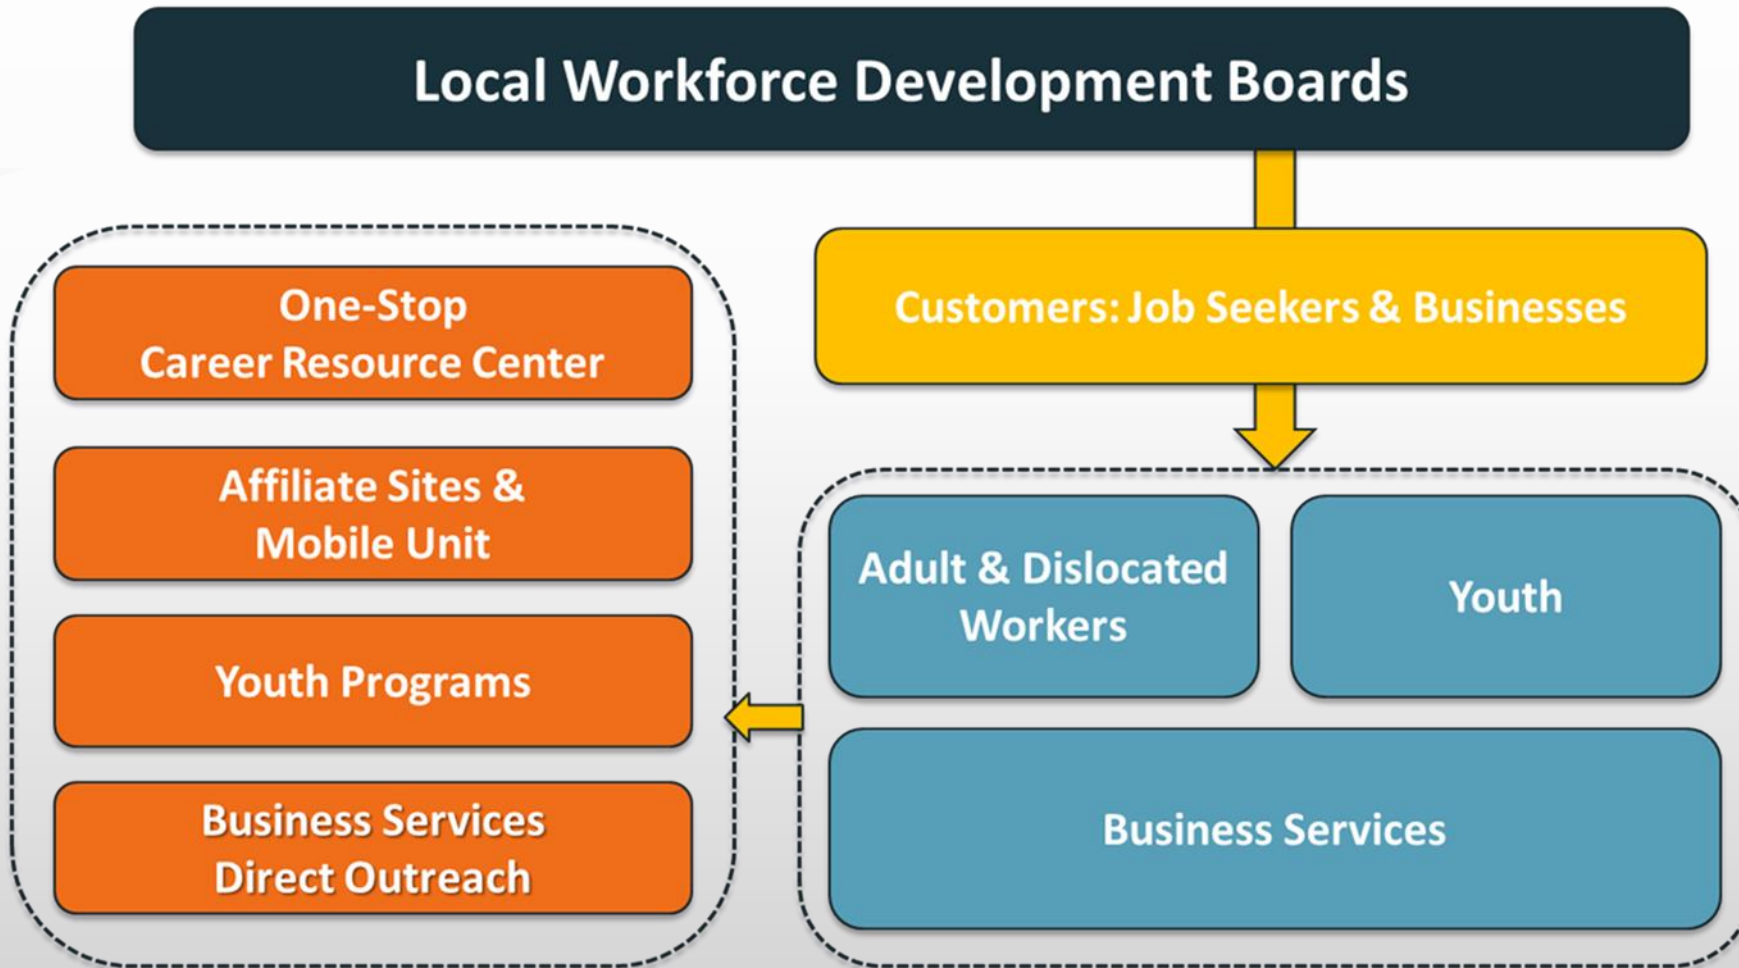 Local Workforce Development Boards
One-Stop
Career Resource Center
Affiliate Sites &
Mobile Unit
Youth Programs
Business Services
Direct Outreach
Customers: Job Seekers & Businesses
Adult & Dislocated
Workers
Youth
Business Services